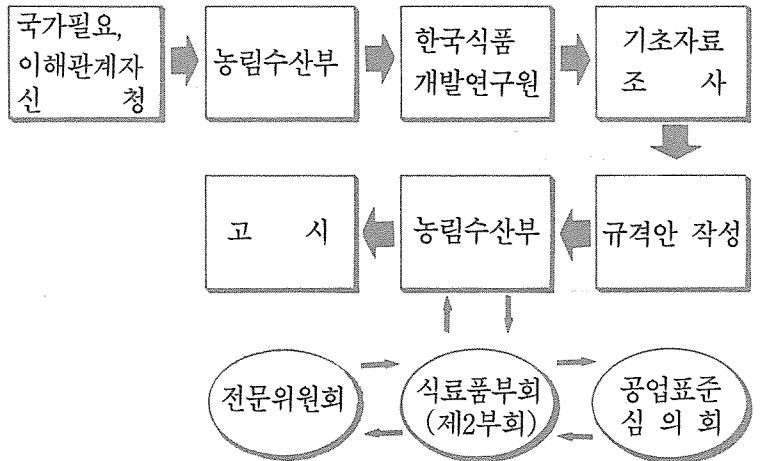 국가필요,
이해관계자
신 청
농림수산부
한국식품
개발연구원
기초자료
조 사
고 시
농림수산부
규격안 작성
전문위원회
식료품부회
(제2부회)
공업표준
심 의 회